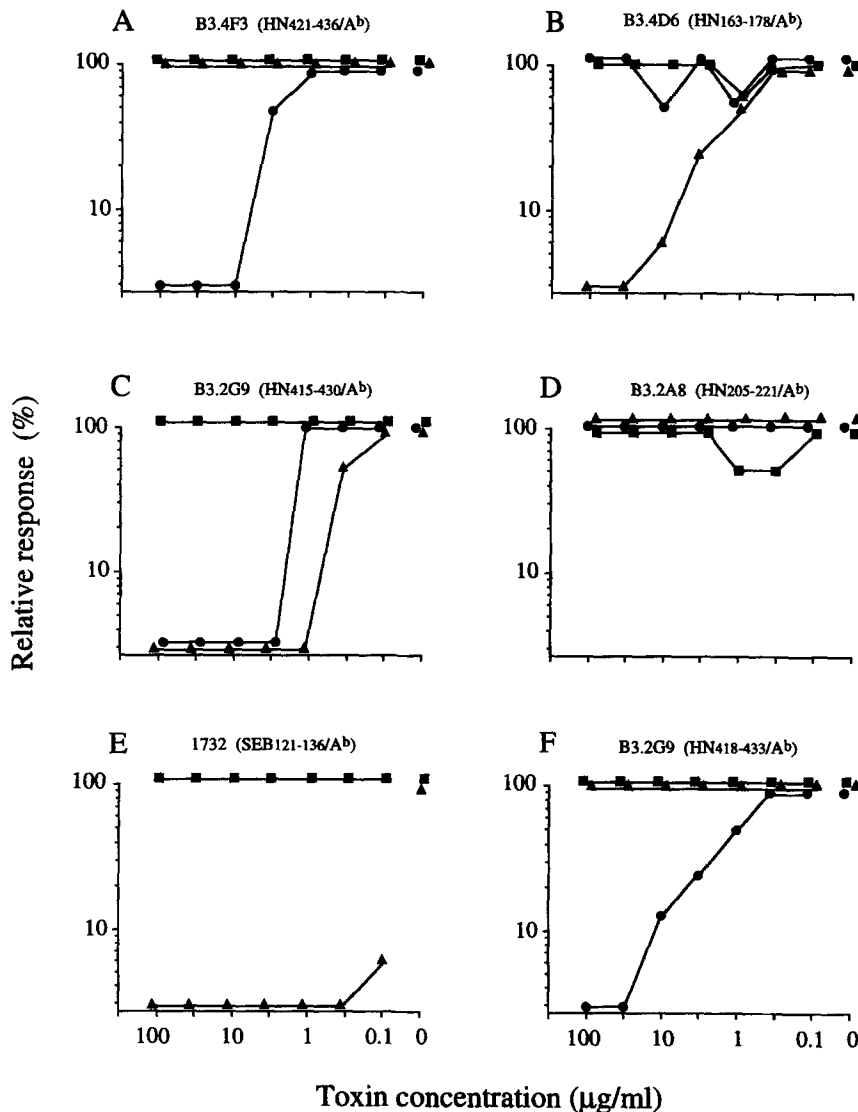 A B3.4F3 (HN421-436/Ab)
100
10
B B3.4D6 (HN163-178/Ab)
100
10
C B3.2G9 (HN415-430/Ab)
100
10
D B3.2A8 (HN205-221/Ab)
100
10
E 1732 (SEB121-136/Ab)
100
10
100 10 1 0.1 0
F B3.2G9 (HN418-433/Ab)
100
10
100 10 1 0.1 0
Relative response (%)
Toxin concentration (μg/ml)